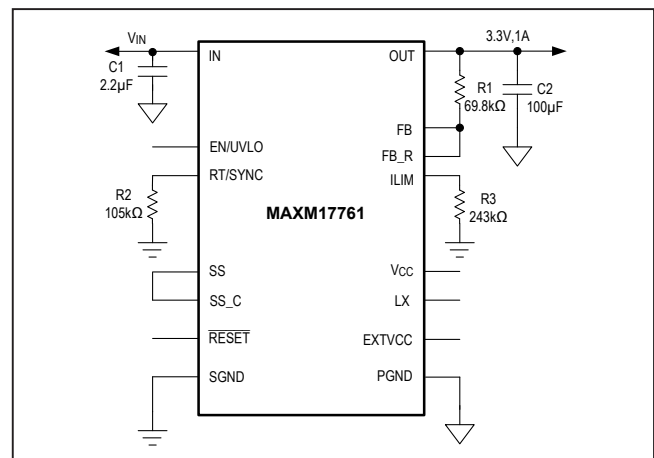 VIN
C1
2.2µF
IN
OUT
3.3V,1A
R1
69.8kΩ
C2
100µF
FB
FB_R
EN/UVLO
RT/SYNC
ILIM
R2
105kΩ
MAXM17761
R3
243kΩ
SS
VCC
SS_C
LX
RESET
EXTVCC
SGND
PGND